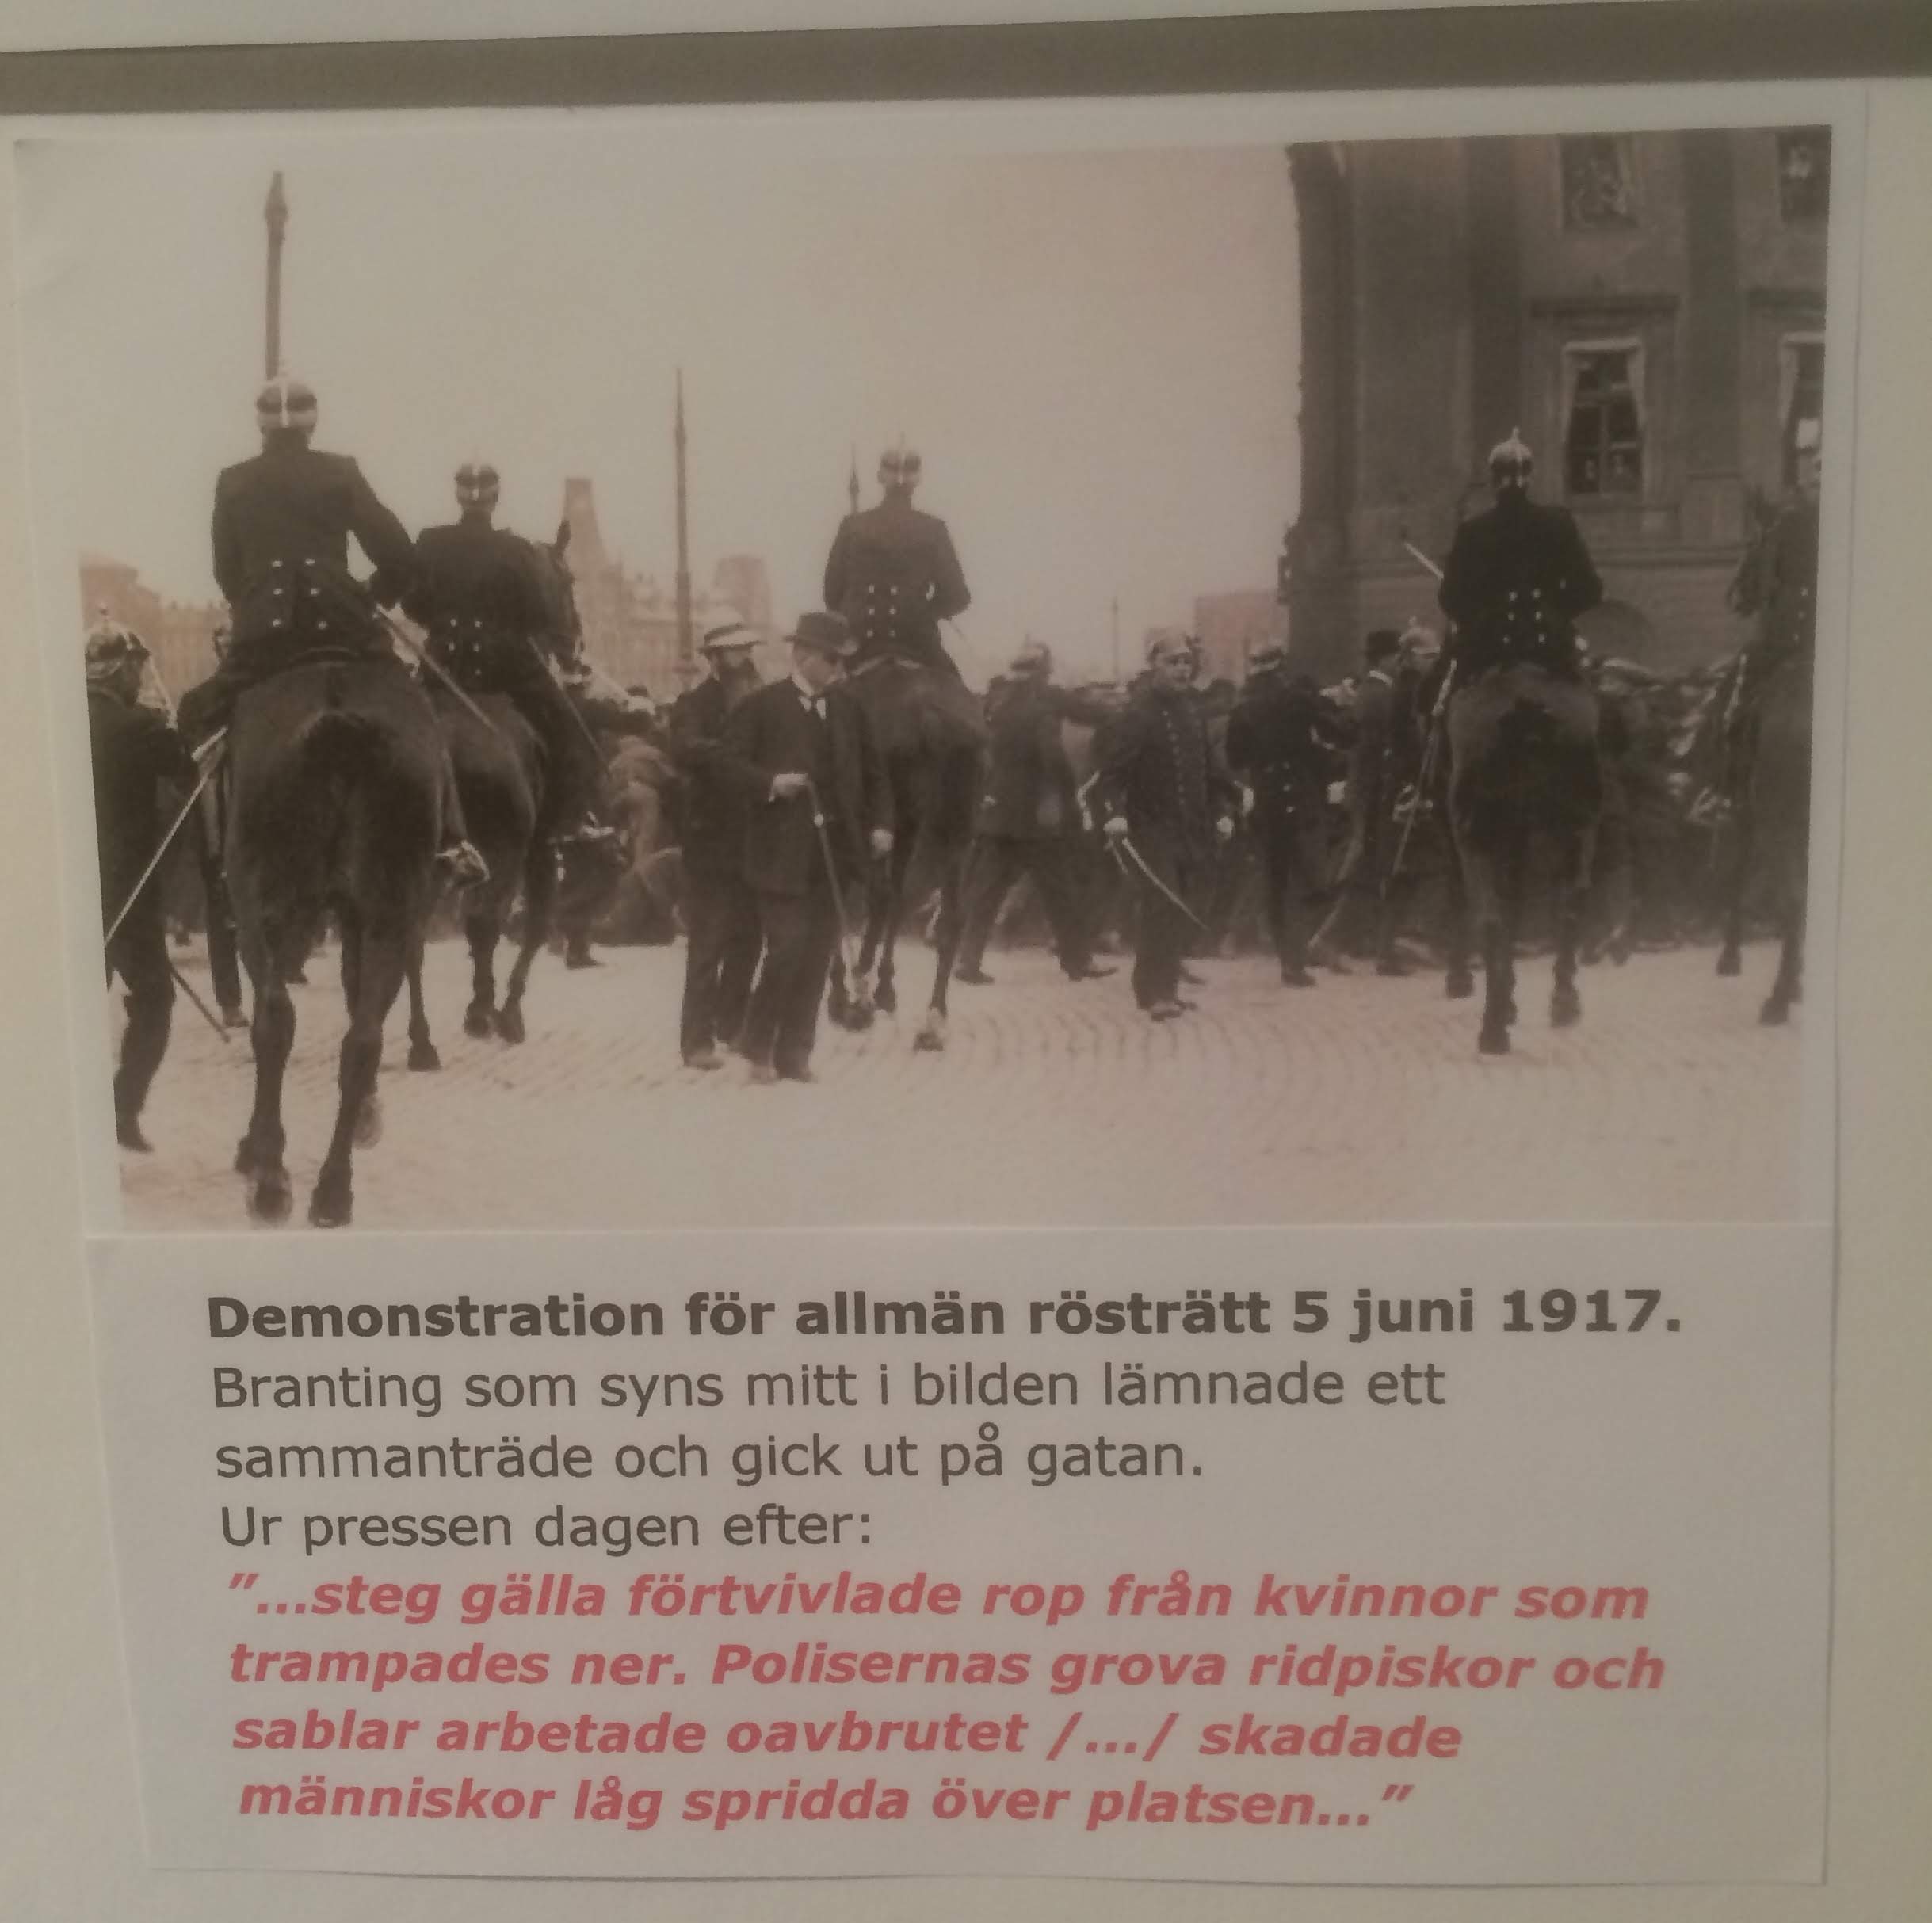 Demonstration för allmän rösträtt 5 juni 1917.
Branting som syns mitt i bilden lämnade ett
sammanträde och gick ut på gatan.
Ur pressen dagen efter:
"...steg gälla förtvivlade rop från kvinnor som
trampades ner. Polisernas grova ridpiskor och
sablar arbetade oavbrutet /.../ skadade
människor låg spridda över platsen..."